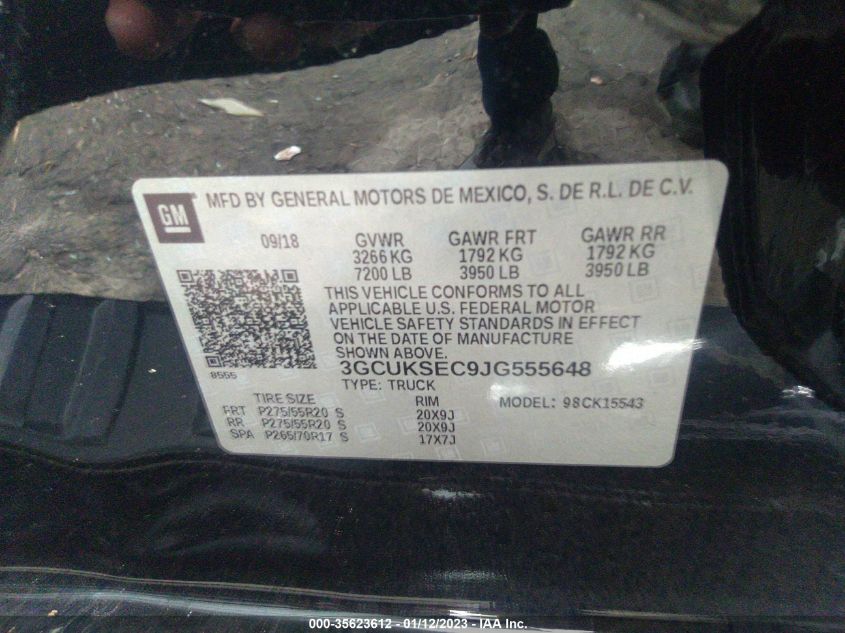 GM
MFD BY GENERAL MOTORS DE MEXICO, S. DE R.L. DE C.V.
09/18 GVWR GAWR FRT GAWR RR
3266 KG 1792 KG 1792 KG
7200 LB 3950 LB 3950 LB
THIS VEHICLE CONFORMS TO ALL
APPLICABLE U.S. FEDERAL MOTOR
VEHICLE SAFETY STANDARDS IN EFFECT
ON THE DATE OF MANUFACTURE
SHOWN ABOVE.
8555
3GCUKSEC9JG555648
TYPE: TRUCK
TIRE SIZE RIM MODEL: 98CK15543
FRT P275/55R20 S 20X9J
RR P275/55R20 S 20X9J
SPA P265/70R17 S 17X7J
000-35623612 - 01/12/2023 - IAA Inc.